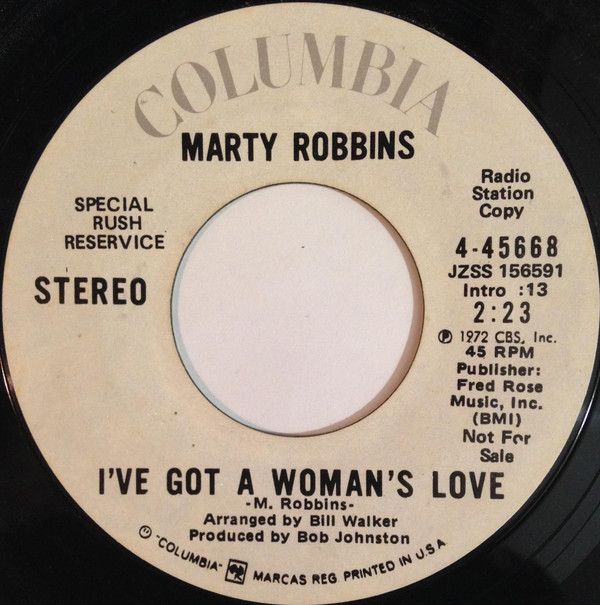 COLUMBIA
MARTY ROBBINS
SPECIAL
RUSH
RESERVICE
STEREO
Radio
Station
Copy
4-45668
JZSS 156591
Intro :13
2:23
℗ 1972 CBS, Inc.
45 RPM
Publisher:
Fred Rose
Music, Inc.
(BMI)
Not For
Sale
I'VE GOT A WOMAN'S LOVE
-M. Robbins-
Arranged by Bill Walker
Produced by Bob Johnston
© "COLUMBIA" MARCAS REG PRINTED IN U.S.A